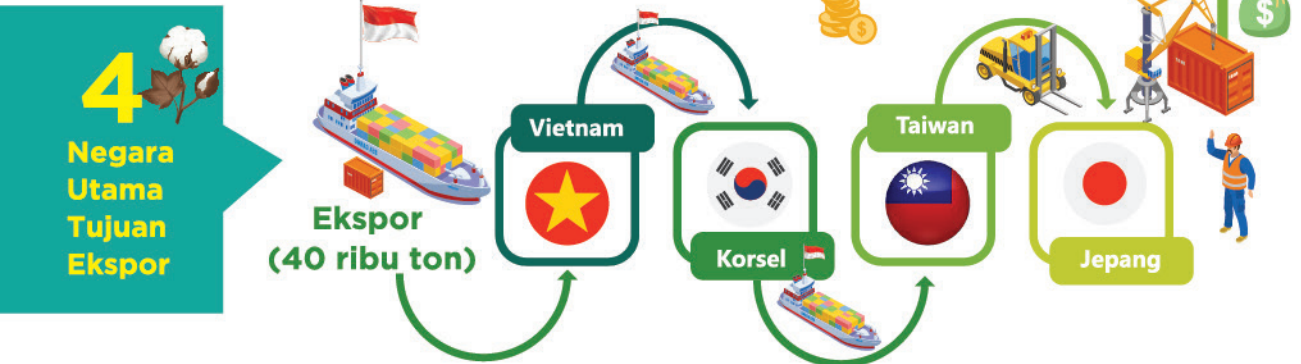 4
Negara
Utama
Tujuan
Ekspor
Ekspor
(40 ribu ton)
Vietnam
Korsel
Taiwan
Jepang
$
$